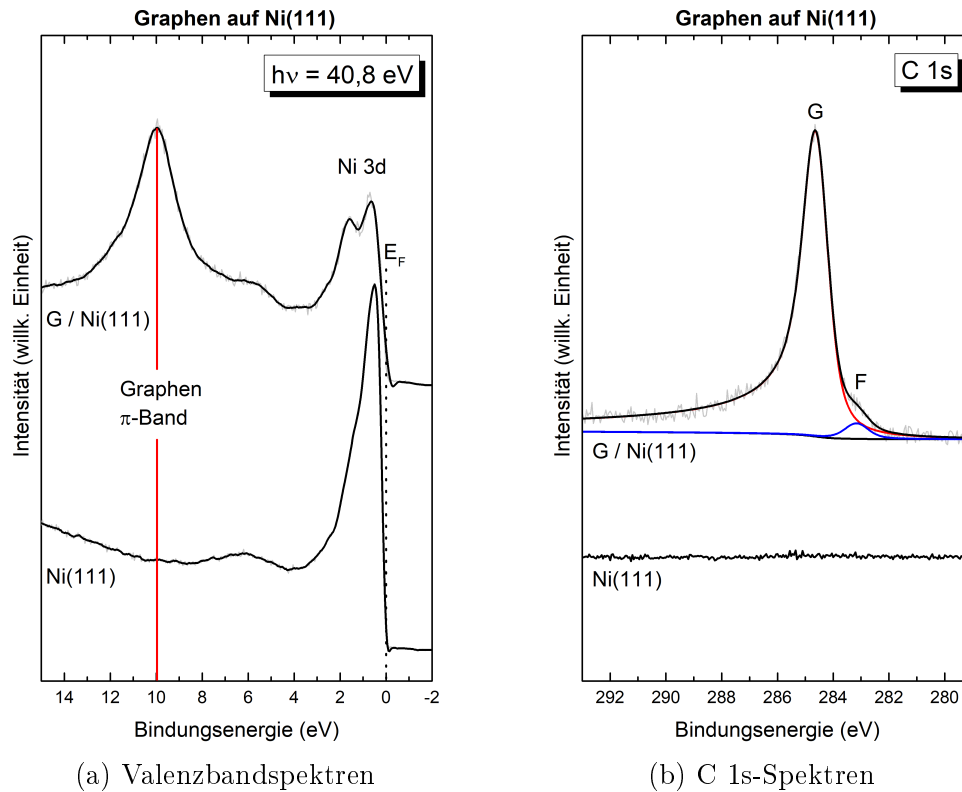 Graphen auf Ni(111)
hν = 40,8 eV
Ni 3d
E_F
G / Ni(111)
Graphen
π-Band
Ni(111)
Intensität (willk. Einheit)
14 12 10 8 6 4 2 0 -2
Bindungsenergie (eV)
(a) Valenzbandspektren
Graphen auf Ni(111)
C 1s
G
F
G / Ni(111)
Ni(111)
Intensität (willk. Einheit)
292 290 288 286 284 282 280
Bindungsenergie (eV)
(b) C 1s-Spektren